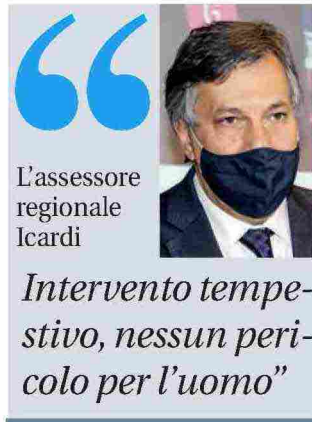 “
L'assessore
regionale
Icardi
Intervento tempe-
stivo, nessun peri-
colo per l'uomo”